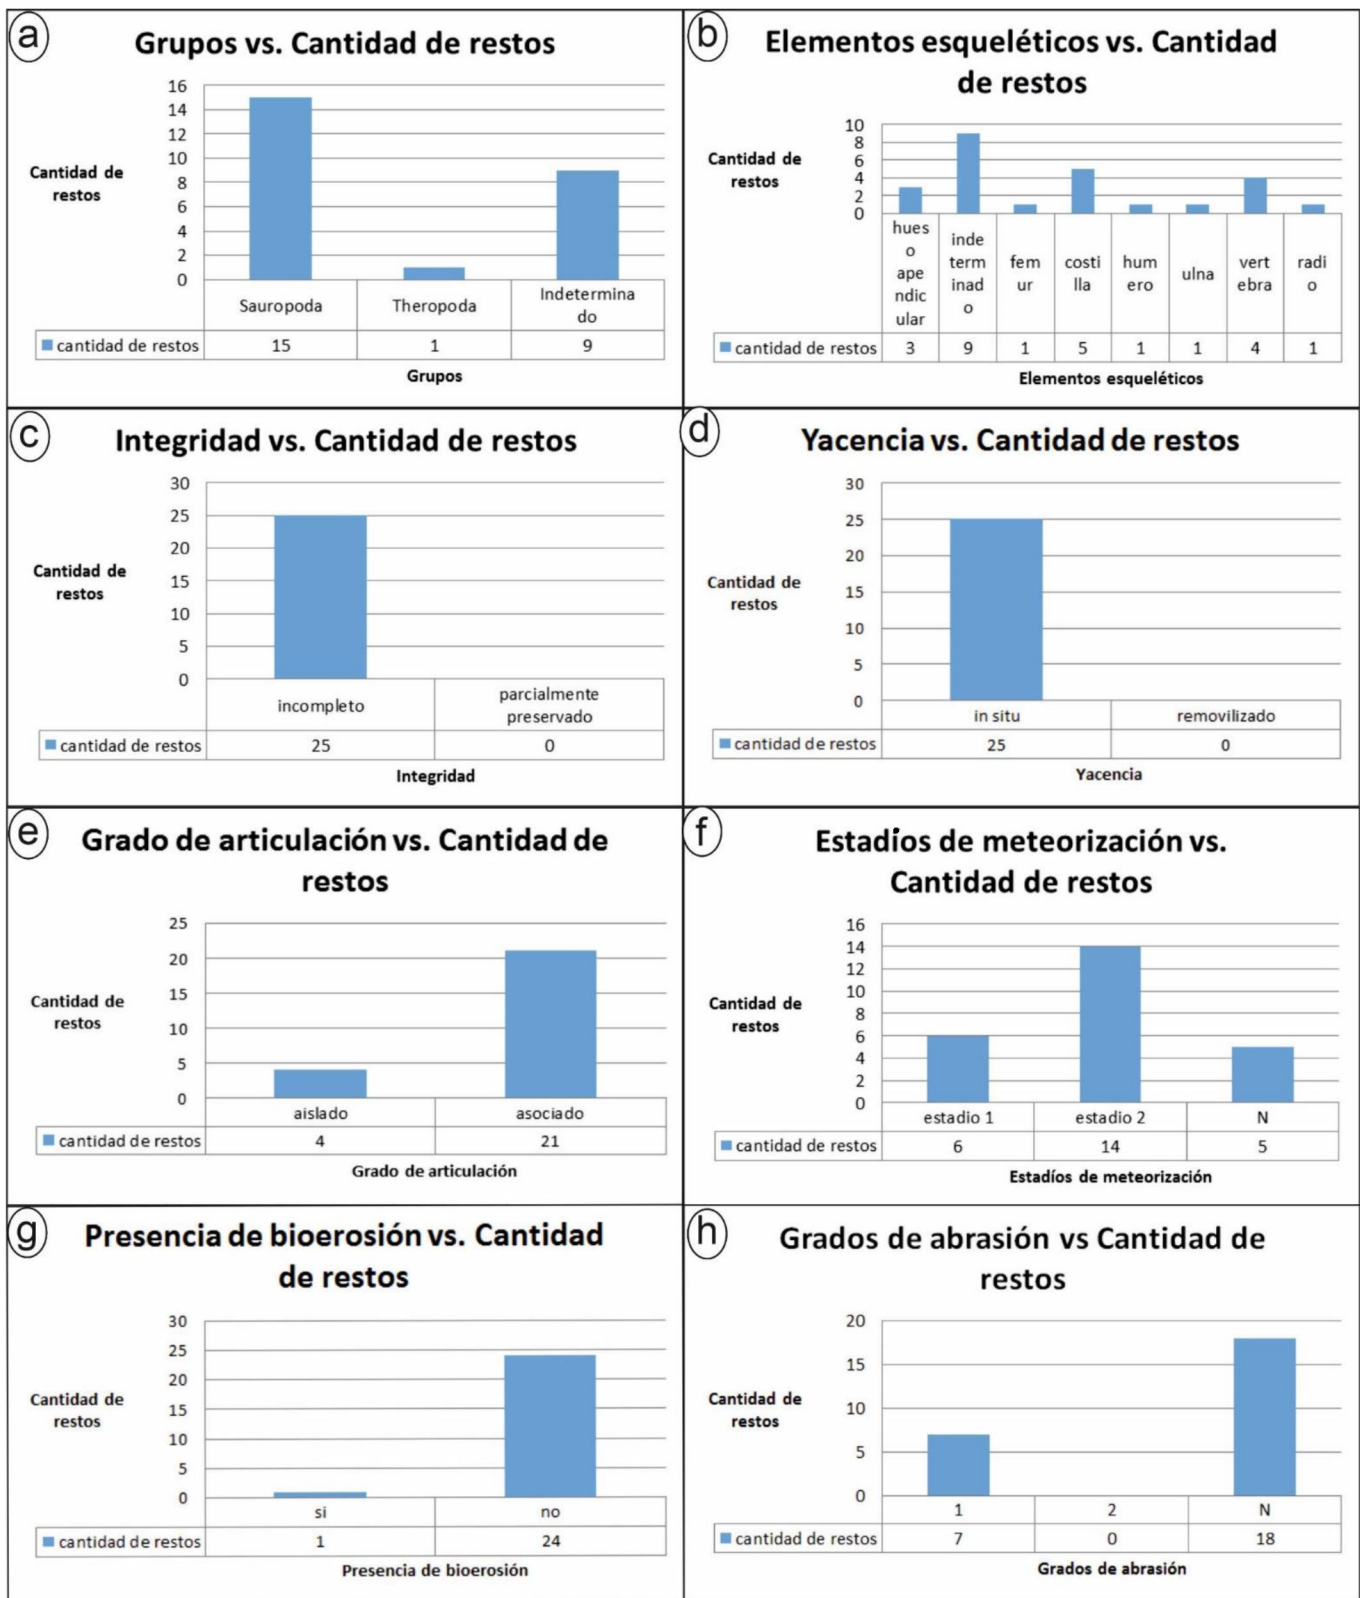 a
Grupos vs. Cantidad de restos
Cantidad de
restos
16
14
12
10
8
6
4
2
0
Sauropoda Theropoda Indetermina
do
cantidad de restos 15 1 9
Grupos
b
Elementos esqueléticos vs. Cantidad
de restos
Cantidad de
restos
10
8
6
4
2
0
hues
o
ape
ndic
ular
inde
term
inad
o
fem
ur
costi
lla
hum
ero
ulna
vert
ebra
radi
o
cantidad de restos 3 9 1 5 1 1 4 1
Elementos esqueléticos
c
Integridad vs. Cantidad de restos
Cantidad de
restos
30
25
20
15
10
5
0
incompleto
parcialmente
preservado
cantidad de restos 25 0
Integridad
d
Yacencia vs. Cantidad de restos
Cantidad de
restos
30
25
20
15
10
5
0
in situ removilizado
cantidad de restos 25 0
Yacencia
e
Grado de articulación vs. Cantidad de
restos
Cantidad de
restos
25
20
15
10
5
0
aislado asociado
cantidad de restos 4 21
Grado de articulación
f
Estadíos de meteorización vs.
Cantidad de restos
Cantidad de
restos
16
14
12
10
8
6
4
2
0
estadio 1 estadio 2 N
cantidad de restos 6 14 5
Estadíos de meteorización
g
Presencia de bioerosión vs. Cantidad
de restos
Cantidad de
restos
30
25
20
15
10
5
0
si no
cantidad de restos 1 24
Presencia de bioerosión
h
Grados de abrasión vs Cantidad de
restos
Cantidad de
restos
20
15
10
5
0
1 2 N
cantidad de restos 7 0 18
Grados de abrasión